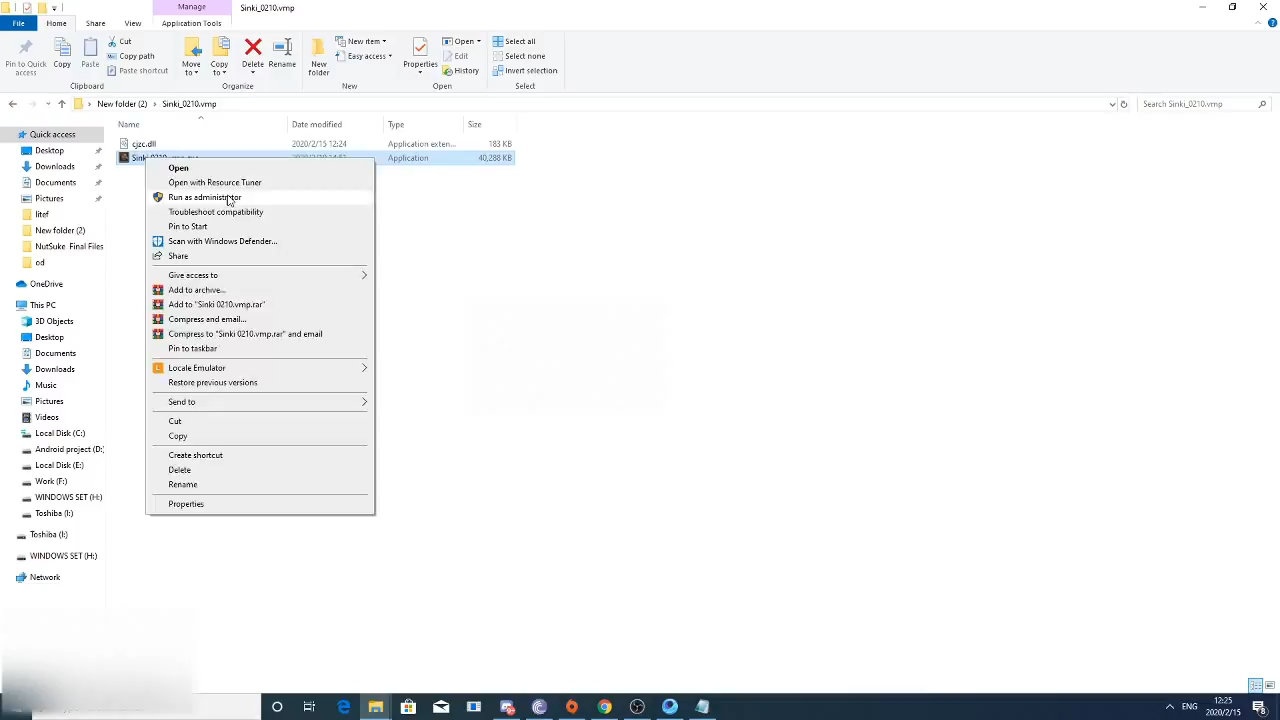 Manage
Sinki_0210.vmp
File
Home
Share
View
Application Tools
Pin to Quick access
Copy
Paste
Cut
Copy path
Paste shortcut
Clipboard
Move to
Copy to
Delete
Rename
Organize
New folder
New item
Easy access
New
Properties
Open
Edit
History
Open
Select all
Select none
Invert selection
Select
New folder (2) > Sinki_0210.vmp
Search Sinki_0210.vmp
Name
Date modified
Type
Size
cjzc.dll
2020/2/15 12:24
Application exten...
183 KB
Application
40,288 KB
Quick access
Desktop
Downloads
Documents
Pictures
litef
New folder (2)
NutSuke Final Files
od
OneDrive
This PC
3D Objects
Desktop
Documents
Downloads
Music
Pictures
Videos
Local Disk (C:)
Android project (D:)
Local Disk (E:)
Work (F:)
WINDOWS SET (H:)
Toshiba (I:)
Toshiba (I:)
WINDOWS SET (H:)
Network
Open
Open with Resource Tuner
Run as administrator
Troubleshoot compatibility
Pin to Start
Scan with Windows Defender...
Share
Give access to
Add to archive...
Add to "Sinki 0210.vmp.rar"
Compress and email...
Compress to "Sinki 0210.vmp.rar" and email
Pin to taskbar
Locale Emulator
Restore previous versions
Send to
Cut
Copy
Create shortcut
Delete
Rename
Properties
ENG
12:25
2020/2/15